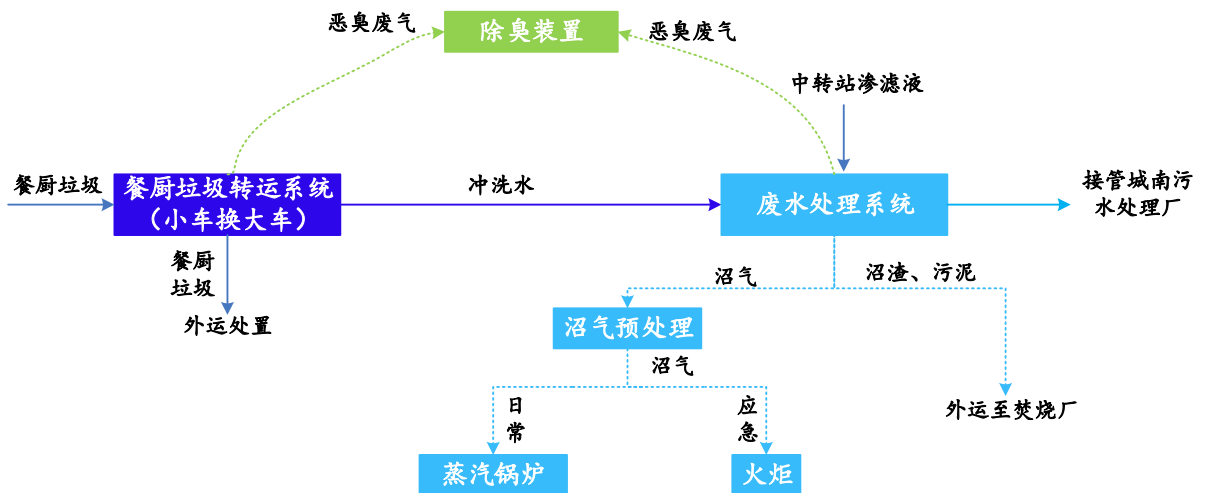 恶臭废气
除臭装置
恶臭废气
中转站渗滤液
餐厨垃圾
餐厨垃圾转运系统
（小车换大车）
冲洗水
废水处理系统
接管城南污
水处理厂
餐厨
垃圾
外运处置
沼气
沼渣、污泥
沼气预处理
沼气
日
常
应
急
外运至焚烧厂
蒸汽锅炉
火炬